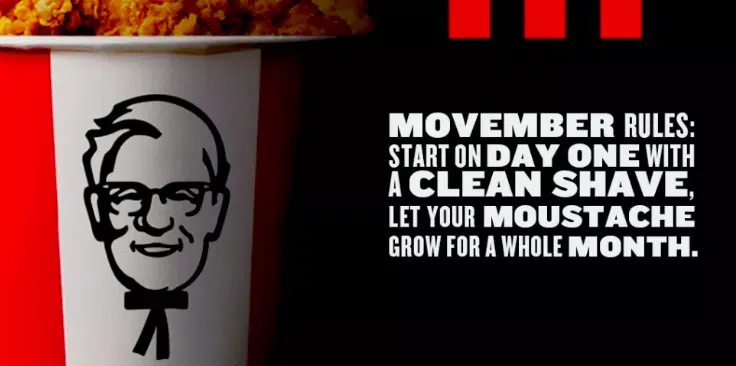 MOVEMBER RULES:
START ON DAY ONE WITH
A CLEAN SHAVE,
LET YOUR MOUSTACHE
GROW FOR A WHOLE MONTH.